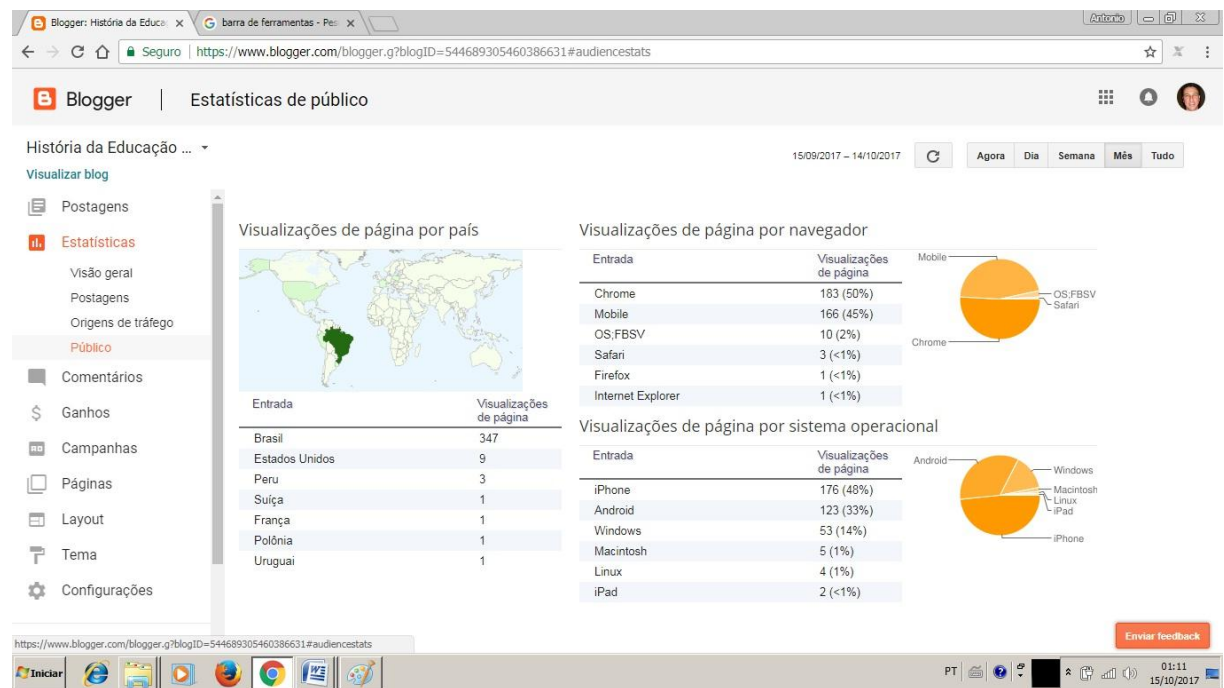 Blogger: História da Educa
barra de ferramentas - Pes
Antonio
Seguro
https://www.blogger.com/blogger.g?blogID=544689305460386631#audiencestats
Blogger
Estatísticas de público
História da Educação ...
15/09/2017 – 14/10/2017
Agora Dia Semana Mês Tudo
Visualizar blog
Postagens
Estatísticas
Visão geral
Postagens
Origens de tráfego
Público
Comentários
Ganhos
Campanhas
Páginas
Layout
Tema
Configurações
Visualizações de página por país
Entrada Visualizações
de página
Brasil 347
Estados Unidos 9
Peru 3
Suíça 1
França 1
Polônia 1
Uruguai 1
Visualizações de página por navegador
Entrada Visualizações
de página
Chrome 183 (50%)
Mobile 166 (45%)
OS;FBSV 10 (2%)
Safari 3 (<1%)
Firefox 1 (<1%)
Internet Explorer 1 (<1%)
Mobile
OS;FBSV
Safari
Chrome
Visualizações de página por sistema operacional
Entrada Visualizações
de página
iPhone 176 (48%)
Android 123 (33%)
Windows 53 (14%)
Macintosh 5 (1%)
Linux 4 (1%)
iPad 2 (<1%)
Android
Windows
Macintosh
Linux
iPad
iPhone
Enviar feedback
https://www.blogger.com/blogger.g?blogID=544689305460386631#audiencestats
Iniciar
PT
01:11
15/10/2017